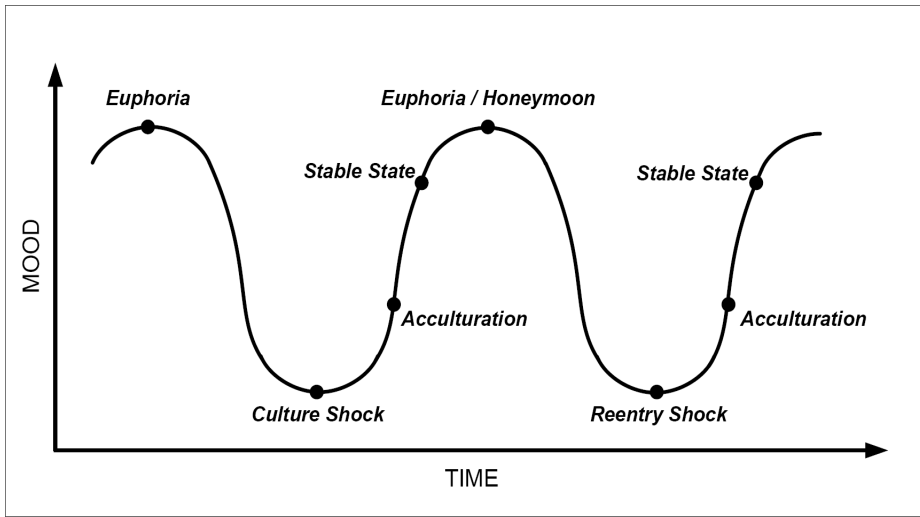 Euphoria
Euphoria / Honeymoon
Stable State
Stable State
MOOD
Acculturation
Acculturation
Culture Shock
Reentry Shock
TIME